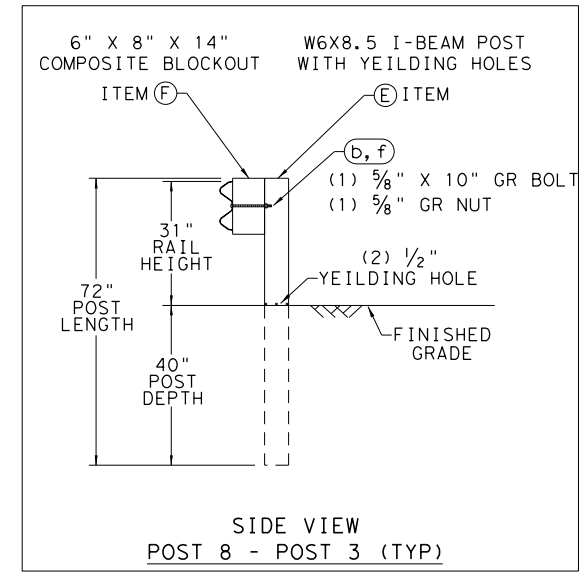 6" X 8" X 14"
COMPOSITE BLOCKOUT
ITEM F
W6X8.5 I-BEAM POST
WITH YEILDING HOLES
E ITEM
b, f
(1) 5/8" X 10" GR BOLT
(1) 5/8" GR NUT
31"
RAIL
HEIGHT
(2) 1/2"
YEILDING HOLE
72"
POST
LENGTH
FINISHED
GRADE
40"
POST
DEPTH
SIDE VIEW
POST 8 - POST 3 (TYP)